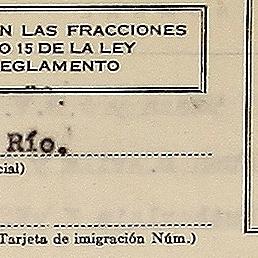 N LAS FRACCIONES
O 15 DE LA LEY
EGLAMENTO
Río.
cial)
Tarjeta de imigración Núm.)